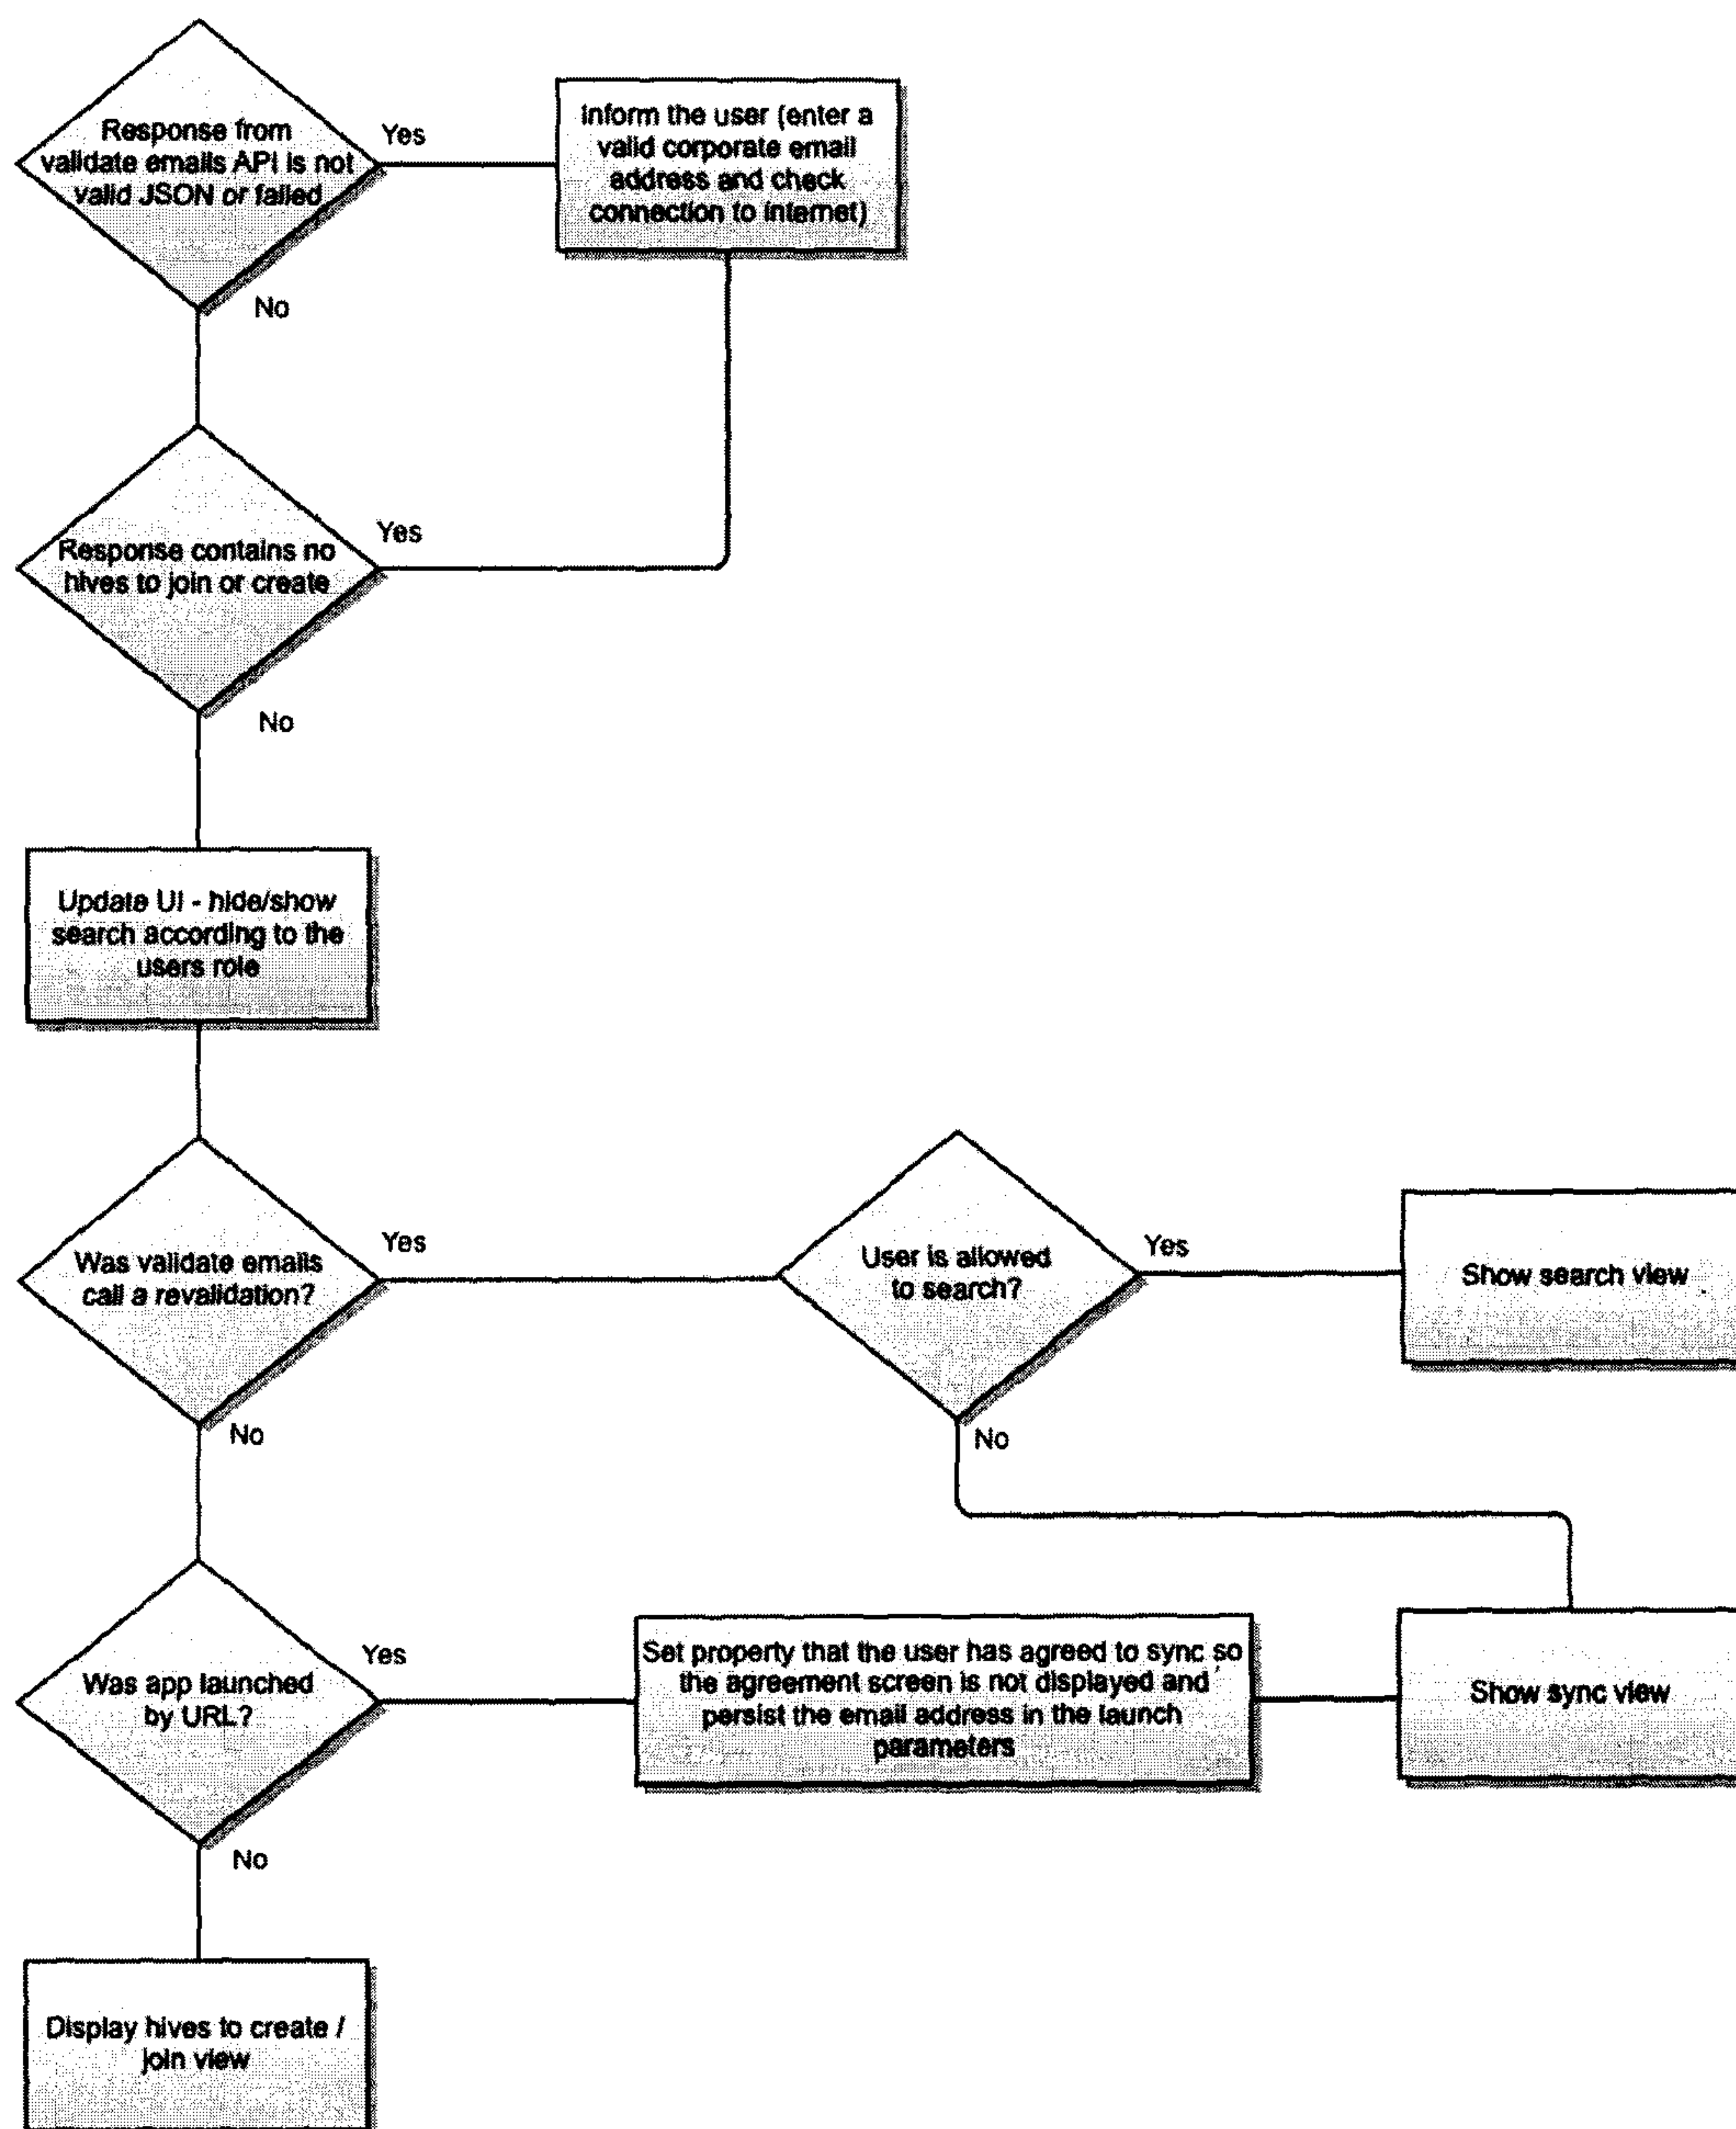 Response from
validate emails API is not
valid JSON or failed
Yes
Inform the user (enter a
valid corporate email
address and check
connection to internet)
No
Response contains no
hives to join or create
Yes
No
Update UI - hide/show
search according to the
users role
Was validate emails
call a revalidation?
Yes
User is allowed
to search?
Yes
Show search view
No
No
Was app launched
by URL?
Yes
Set property that the user has agreed to sync so
the agreement screen is not displayed and
persist the email address in the launch
parameters
Show sync view
No
Display hives to create /
join view